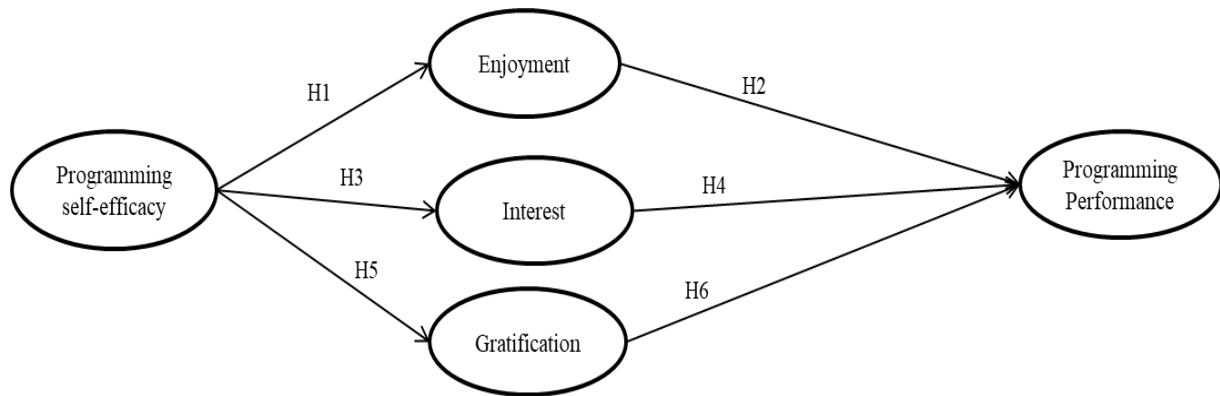 Enjoyment
H1
H2
Programming
self-efficacy
H3
Interest
H4
Programming
Performance
H5
Gratification
H6